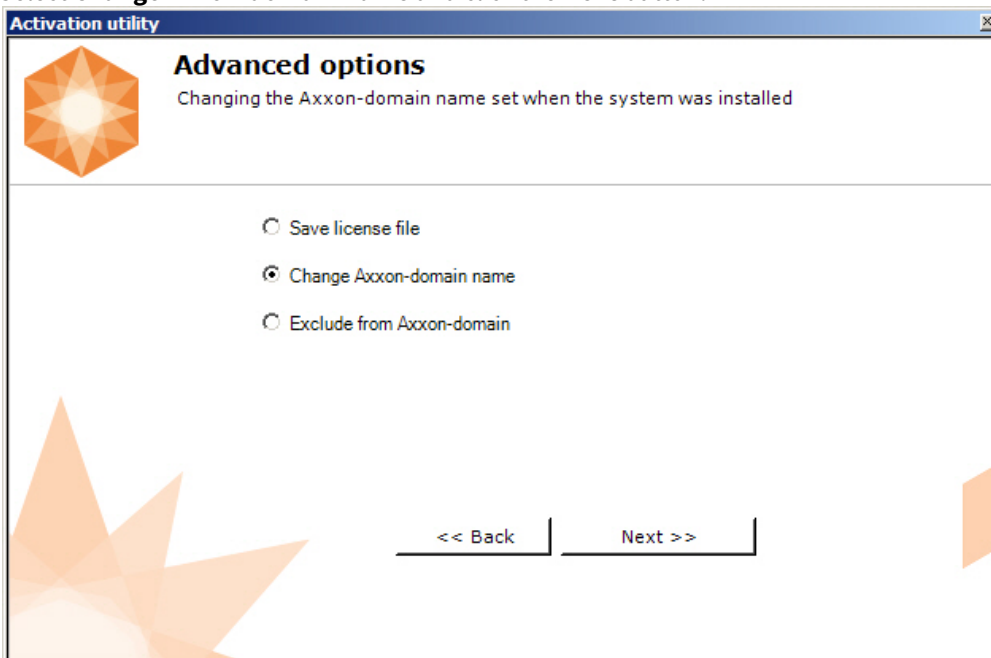 Activation utility
Advanced options
Changing the Axxon-domain name set when the system was installed
Save license file
Change Axxon-domain name
Exclude from Axxon-domain
<< Back
Next >>